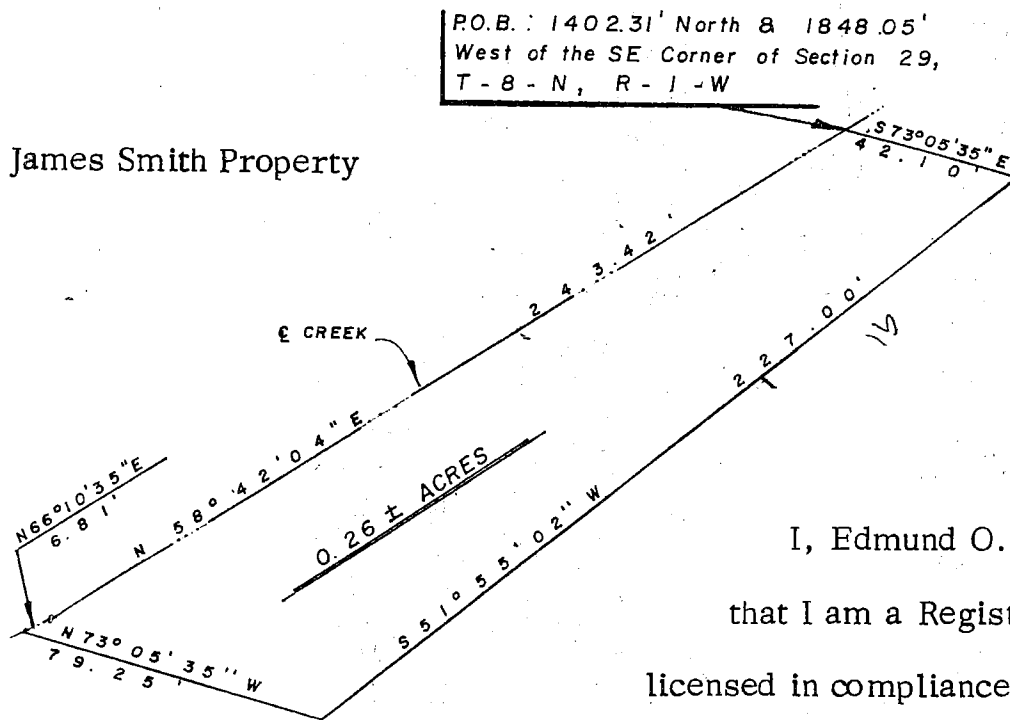 P.O.B. : 1402.31' North & 1848.05'
West of the SE Corner of Section 29,
T - 8 - N , R - 1 - W
S 73° 05' 35" E
42.10'
James Smith Property
243.42'
227.00'
℄ CREEK
N 58° 42' 04" E
N 66° 10' 35" E
6.81'
0.26 ± ACRES
S 51° 55' 02" W
N 73° 05' 35" W
79.25'
I, Edmund O.
that I am a Regist
licensed in compliance